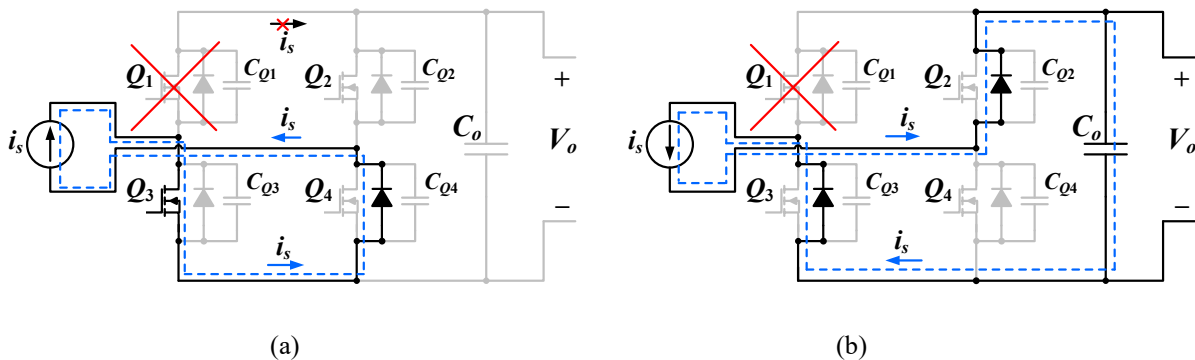 i_s
Q_1
C_Q1
Q_2
C_Q2
+
i_s
i_s
C_o
V_o
Q_3
C_Q3
Q_4
C_Q4
−
i_s
(a)
Q_1
C_Q1
Q_2
C_Q2
+
i_s
i_s
C_o
V_o
Q_3
C_Q3
Q_4
C_Q4
−
i_s
(b)